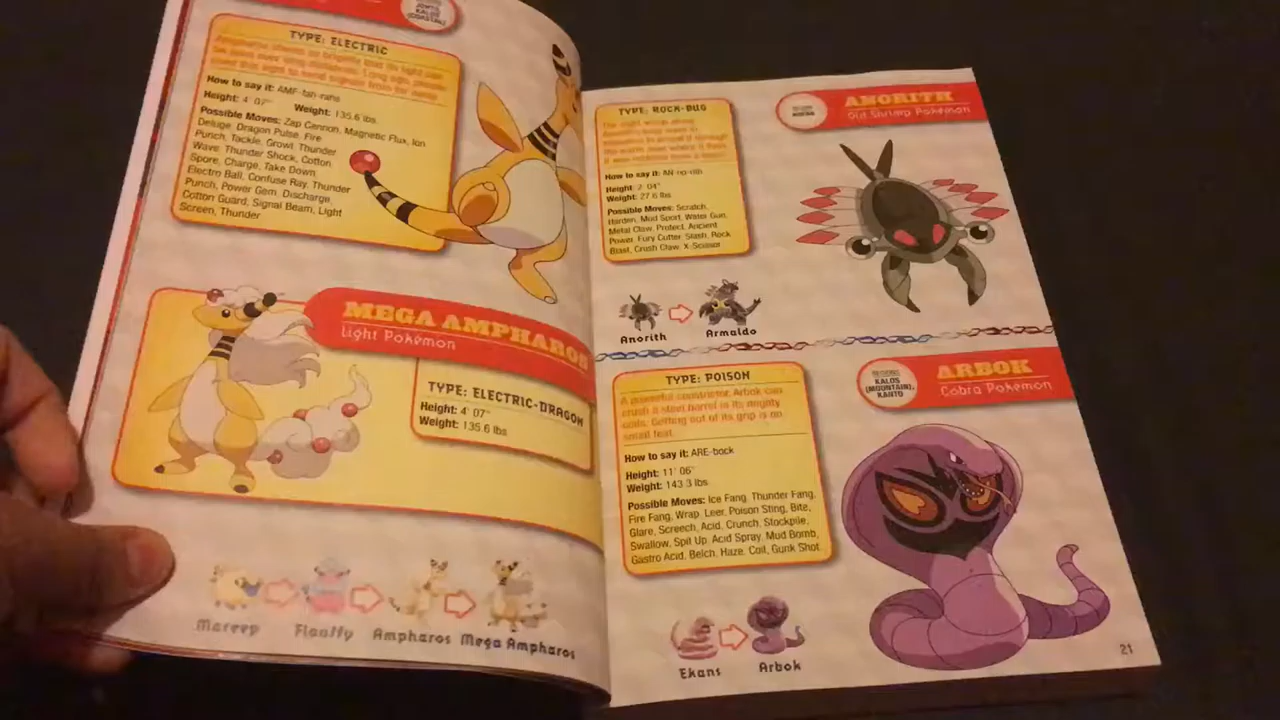 JOHTO,
KALOS
(COASTAL)
TYPE: ELECTRIC
How to say it: AMF-fah-rahs
Height: 4' 07" Weight: 135.6 lbs.
Possible Moves: Zap Cannon, Magnetic Flux, Ion
Deluge, Dragon Pulse, Fire
Punch, Tackle, Growl, Thunder
Wave, Thunder Shock, Cotton
Spore, Charge, Take Down,
Electro Ball, Confuse Ray, Thunder
Punch, Power Gem, Discharge,
Cotton Guard, Signal Beam, Light
Screen, Thunder
MEGA AMPHAROS
Light Pokémon
TYPE: ELECTRIC-DRAGON
Height: 4' 07"
Weight: 135.6 lbs
Mareep Flaaffy Ampharos Mega Ampharos
TYPE: ROCK-BUG
How to say it: AN-no-rith
Height: 2' 04"
Weight: 27.6 lbs
Possible Moves: Scratch,
Harden, Mud Sport, Water Gun,
Metal Claw, Protect, Ancient
Power, Fury Cutter, Slash, Rock
Blast, Crush Claw, X-Scissor
ANORITH
Old Shrimp Pokémon
Anorith Armaldo
TYPE: POISON
A powerful constrictor, Arbok can
crush a steel barrel in its mighty
coils. Getting out of its grip is no
small feat.
How to say it: ARE-bock
Height: 11' 06"
Weight: 143.3 lbs
Possible Moves: Ice Fang, Thunder Fang,
Fire Fang, Wrap, Leer, Poison Sting, Bite,
Glare, Screech, Acid, Crunch, Stockpile,
Swallow, Spit Up, Acid Spray, Mud Bomb,
Gastro Acid, Belch, Haze, Coil, Gunk Shot
KALOS
(MOUNTAIN),
KANTO
ARBOK
Cobra Pokémon
Ekans Arbok
21